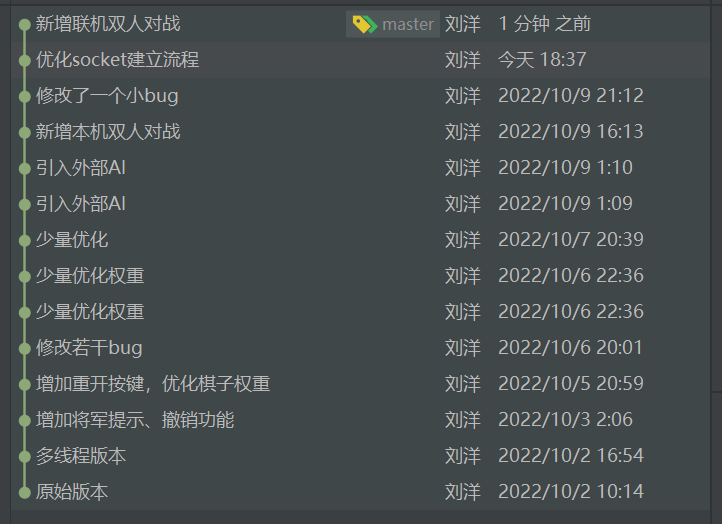 新增联机双人对战 master 刘洋 1 分钟 之前
优化socket建立流程 刘洋 今天 18:37
修改了一个小bug 刘洋 2022/10/9 21:12
新增本机双人对战 刘洋 2022/10/9 16:13
引入外部AI 刘洋 2022/10/9 1:10
引入外部AI 刘洋 2022/10/9 1:09
少量优化 刘洋 2022/10/7 20:39
少量优化权重 刘洋 2022/10/6 22:36
少量优化权重 刘洋 2022/10/6 22:36
修改若干bug 刘洋 2022/10/6 20:01
增加重开按键，优化棋子权重 刘洋 2022/10/5 20:59
增加将军提示、撤销功能 刘洋 2022/10/3 2:06
多线程版本 刘洋 2022/10/2 16:54
原始版本 刘洋 2022/10/2 10:14